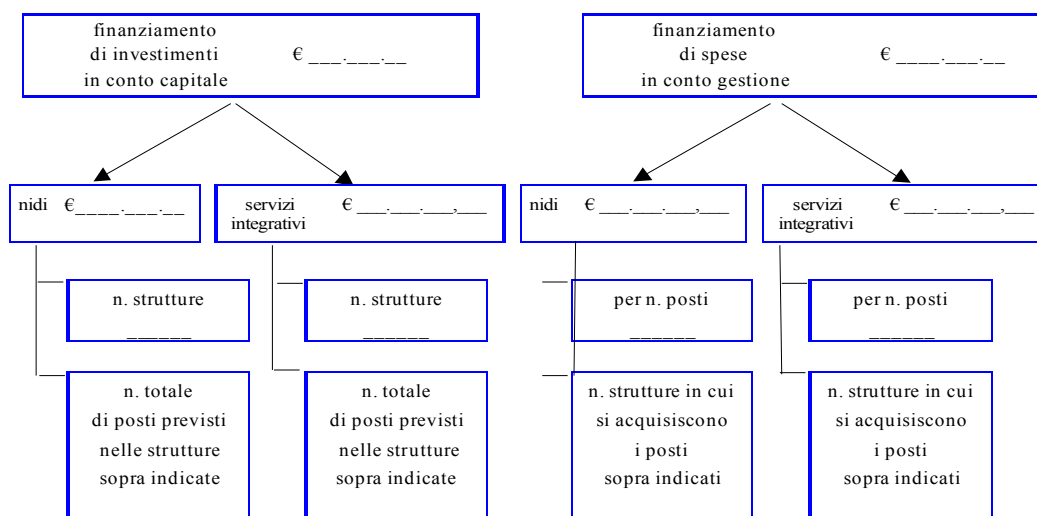 finanziamento
di investimenti € ___.___.__
in conto capitale
finanziamento
di spese € ____.___.__
in conto gestione
nidi €____.___.__
servizi € ___.___.___,___
integrativi
nidi € ___.___.___,___
servizi € ___.___.___,___
integrativi
n. strutture
______
n. strutture
______
per n. posti
______
per n. posti
______
n. totale
di posti previsti
nelle strutture
sopra indicate
n. totale
di posti previsti
nelle strutture
sopra indicate
n. strutture in cui
si acquisiscono
i posti
sopra indicati
n. strutture in cui
si acquisiscono
i posti
sopra indicati